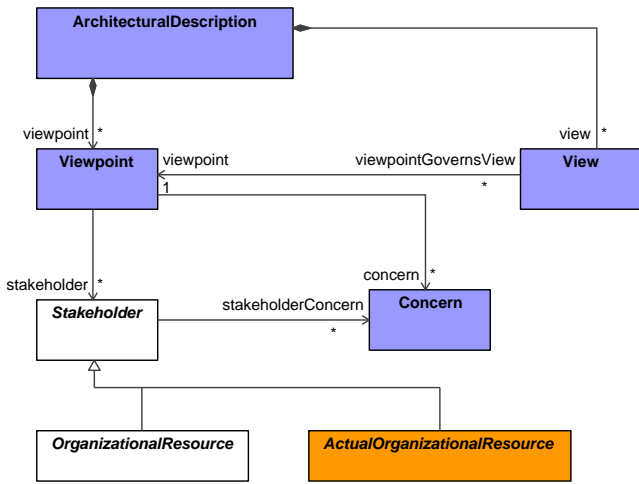 ArchitecturalDescription
viewpoint *
view *
Viewpoint
viewpoint
viewpointGovernsView
View
1
*
concern *
stakeholder *
Stakeholder
stakeholderConcern
*
Concern
OrganizationalResource
ActualOrganizationalResource